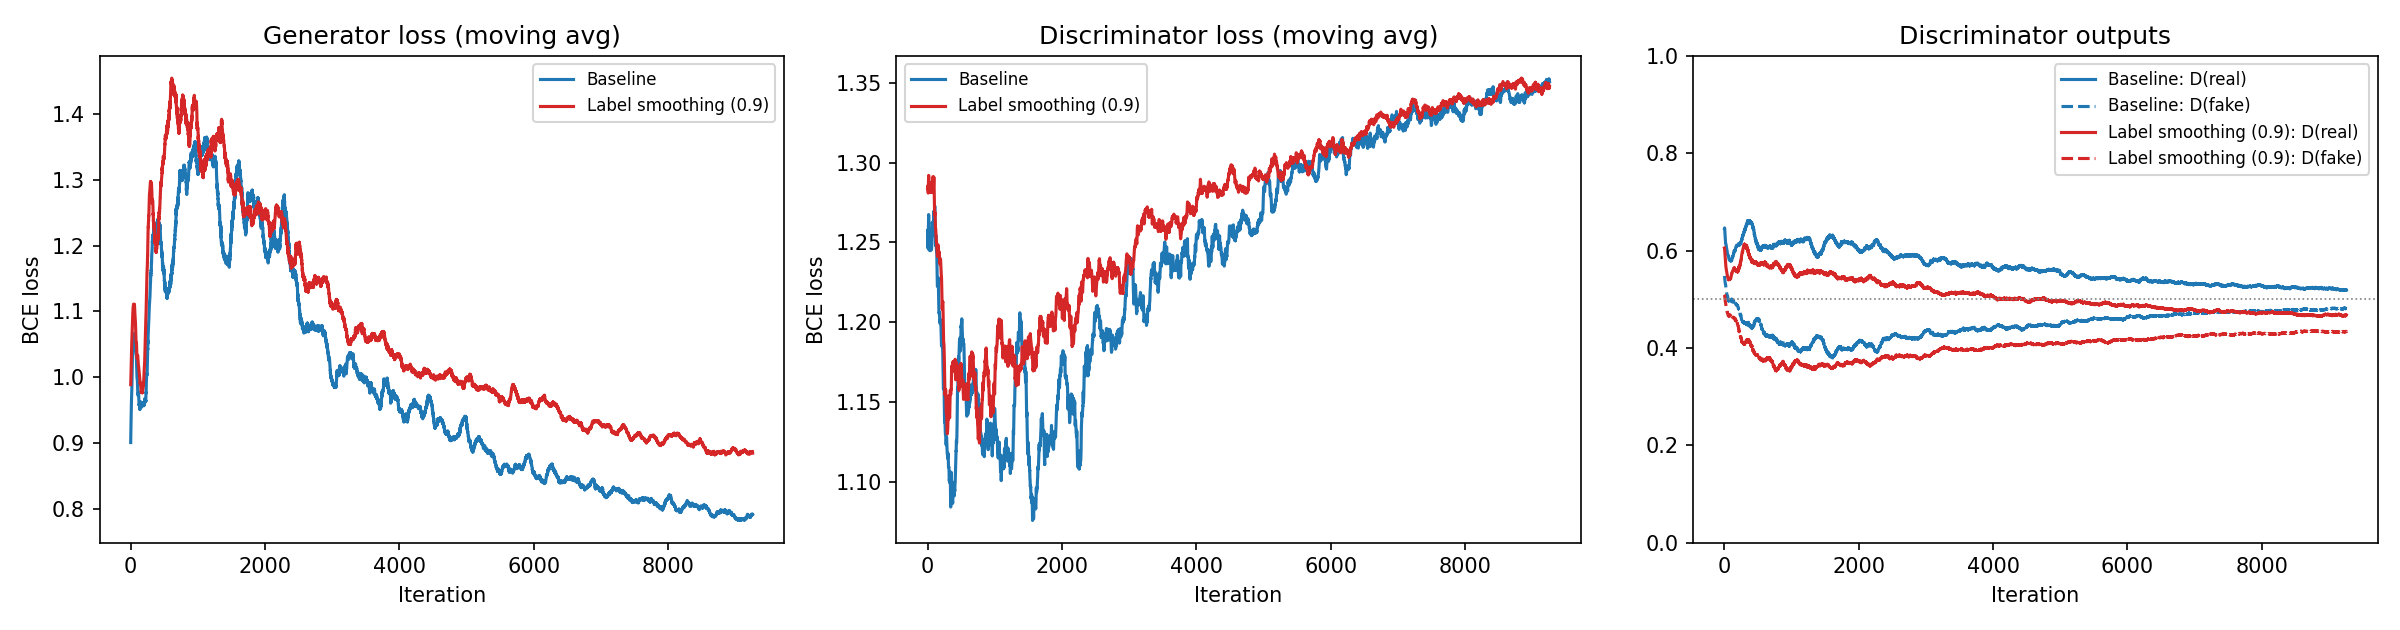 Generator loss (moving avg)
BCE loss
1.4
1.3
1.2
1.1
1.0
0.9
0.8
Baseline
Label smoothing (0.9)
0
2000
4000
6000
8000
Iteration
Discriminator loss (moving avg)
BCE loss
1.35
1.30
1.25
1.20
1.15
1.10
Baseline
Label smoothing (0.9)
0
2000
4000
6000
8000
Iteration
Discriminator outputs
1.0
0.8
0.6
0.4
0.2
0.0
Baseline: D(real)
Baseline: D(fake)
Label smoothing (0.9): D(real)
Label smoothing (0.9): D(fake)
0
2000
4000
6000
8000
Iteration